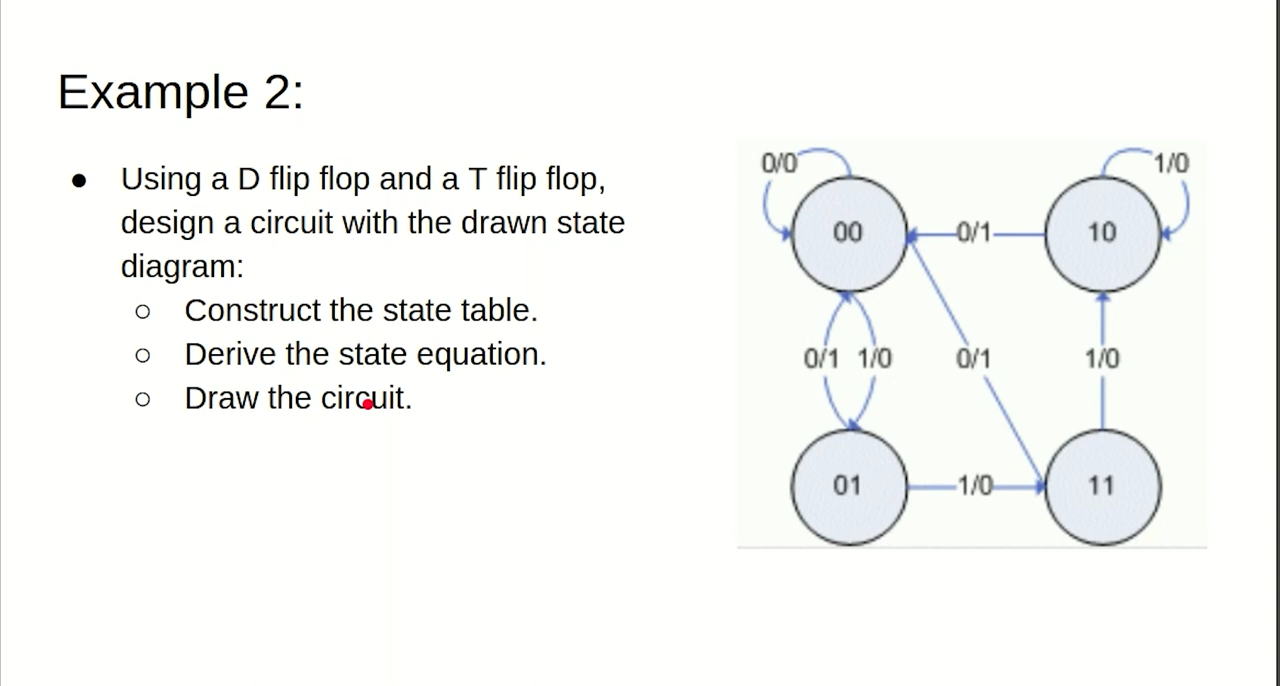 Example 2:
● Using a D flip flop and a T flip flop,
design a circuit with the drawn state
diagram:
○ Construct the state table.
○ Derive the state equation.
○ Draw the circuit.
0/0
1/0
00
0/1
10
0/1
1/0
0/1
1/0
01
1/0
11